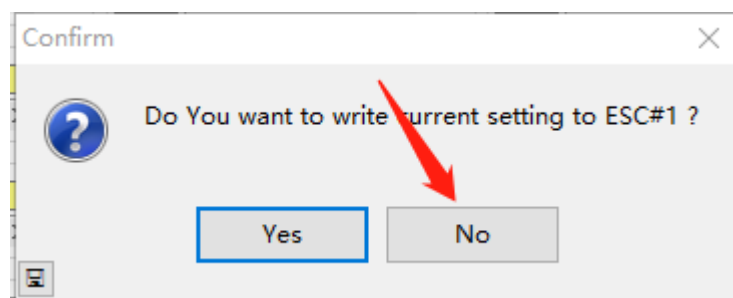 Confirm
Do You want to write current setting to ESC#1 ?
Yes
No